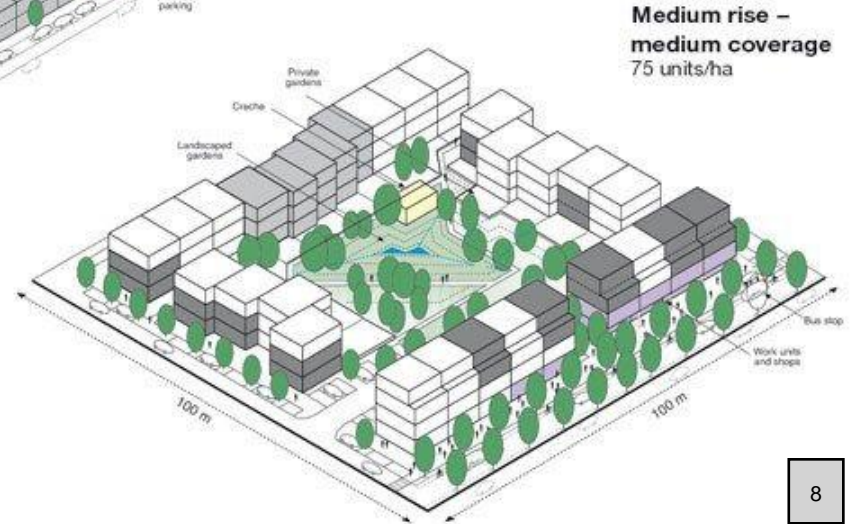 parking
Medium rise –
medium coverage
75 units/ha
Private
gardens
Creche
Landscaped
gardens
Bus stop
Work units
and shops
100 m
100 m
8